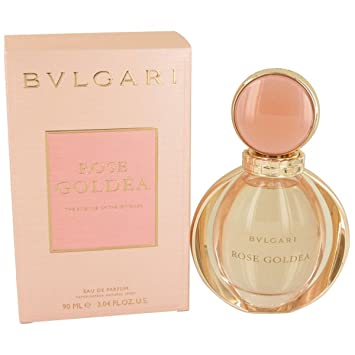 BVLGARI
ROSE
GOLDEA
EAU DE PARFUM
90 ML ℮ 3.04 FL.OZ. U.S.
BVLGARI
ROSE GOLDEA